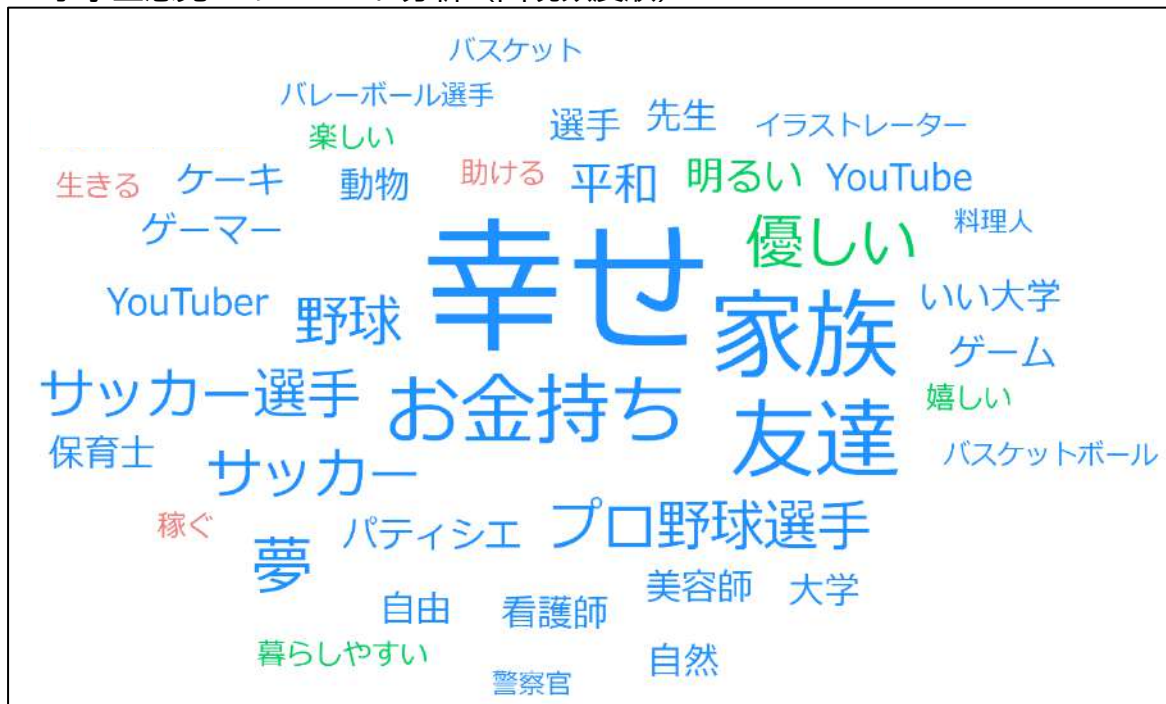 バスケット
バレーボール選手
選手
先生
イラストレーター
楽しい
生きる
ケーキ
動物
助ける
平和
明るい
YouTube
ゲーマー
幸せ
優しい
料理人
YouTuber
野球
家族
いい大学
ゲーム
サッカー選手
お金持ち
友達
嬉しい
保育士
サッカー
バスケットボール
稼ぐ
夢
パティシエ
プロ野球選手
自由
看護師
美容師
大学
暮らしやすい
警察官
自然